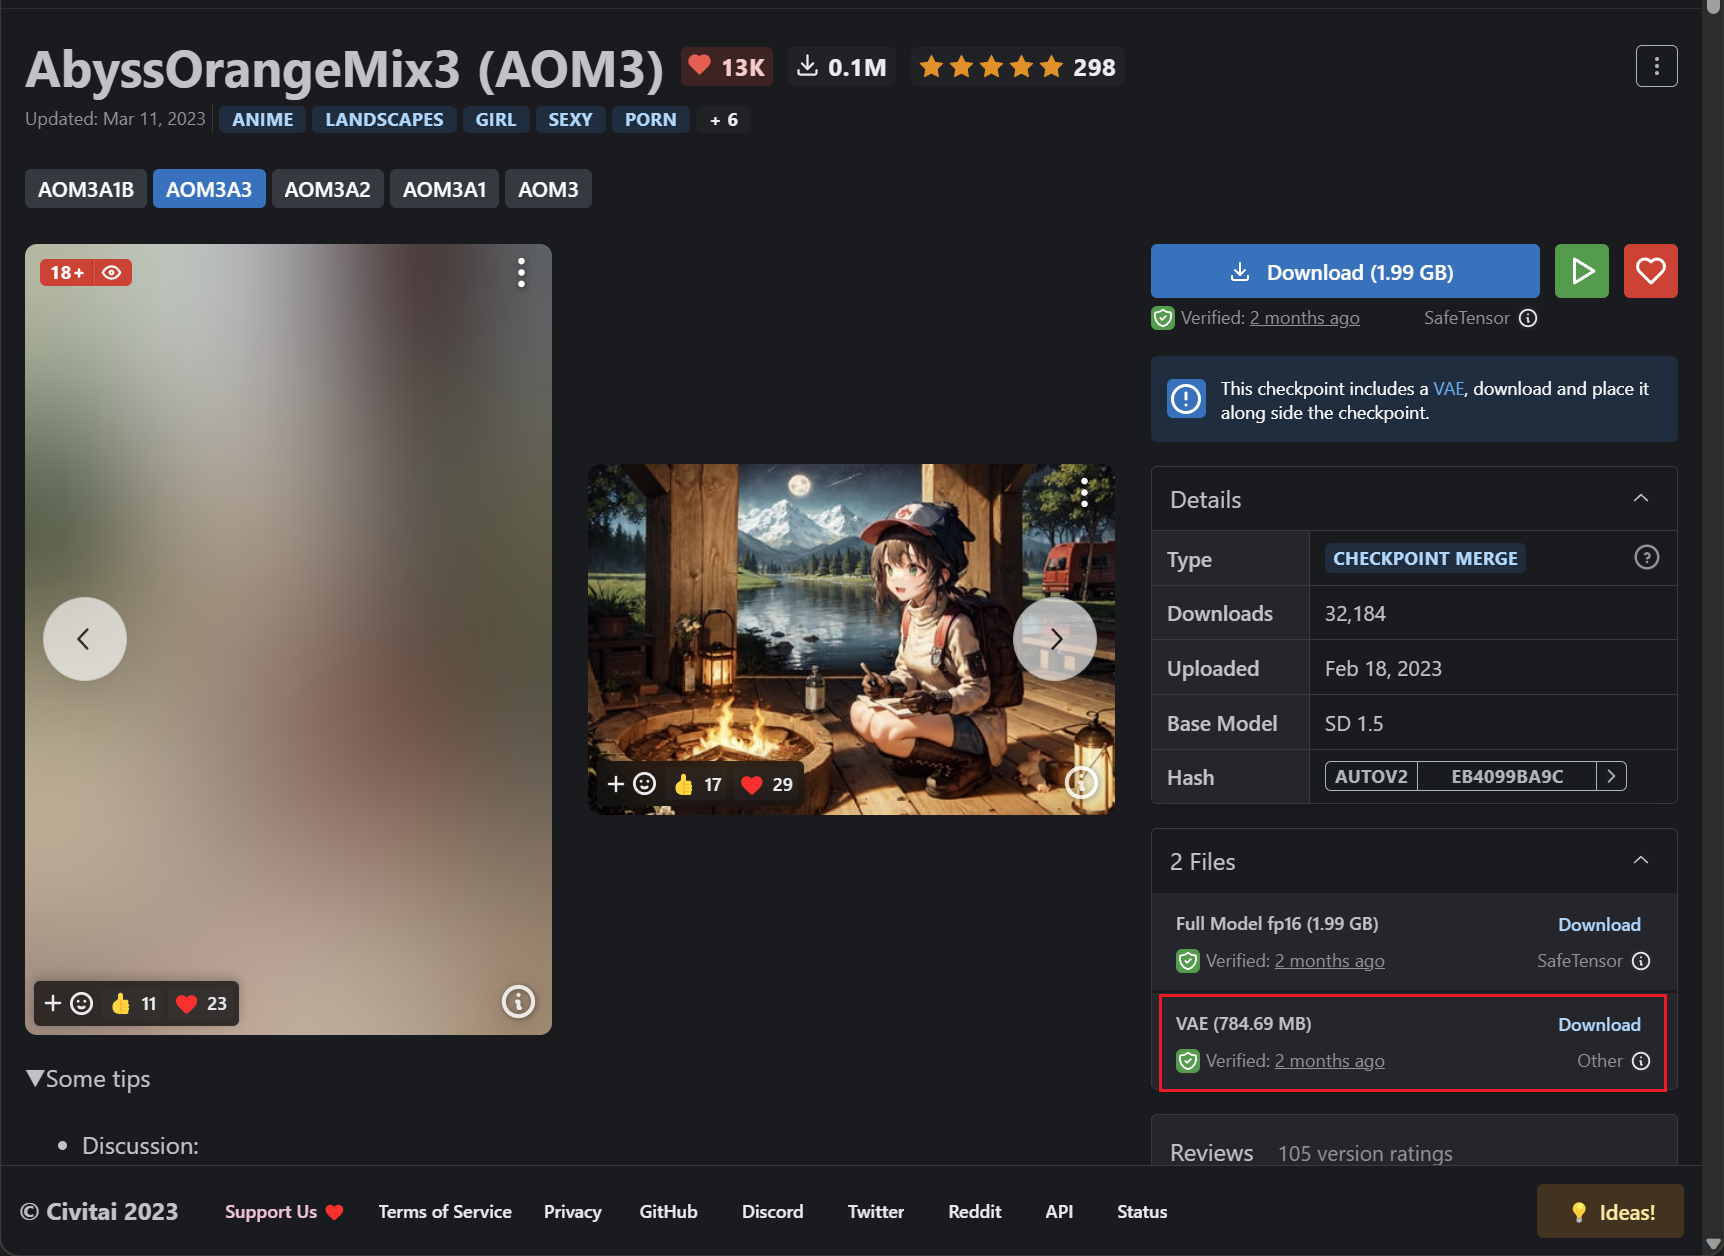 AbyssOrangeMix3 (AOM3) 13K 0.1M 298
Updated: Mar 11, 2023 ANIME LANDSCAPES GIRL SEXY PORN + 6
AOM3A1B AOM3A3 AOM3A2 AOM3A1 AOM3
18+
11 23
17 29
Download (1.99 GB)
Verified: 2 months ago SafeTensor
This checkpoint includes a VAE, download and place it
along side the checkpoint.
Details
Type CHECKPOINT MERGE
Downloads 32,184
Uploaded Feb 18, 2023
Base Model SD 1.5
Hash AUTOV2 EB4099BA9C
2 Files
Full Model fp16 (1.99 GB) Download
Verified: 2 months ago SafeTensor
VAE (784.69 MB) Download
Verified: 2 months ago Other
Reviews 105 version ratings
▼Some tips
• Discussion:
© Civitai 2023 Support Us Terms of Service Privacy GitHub Discord Twitter Reddit API Status Ideas!